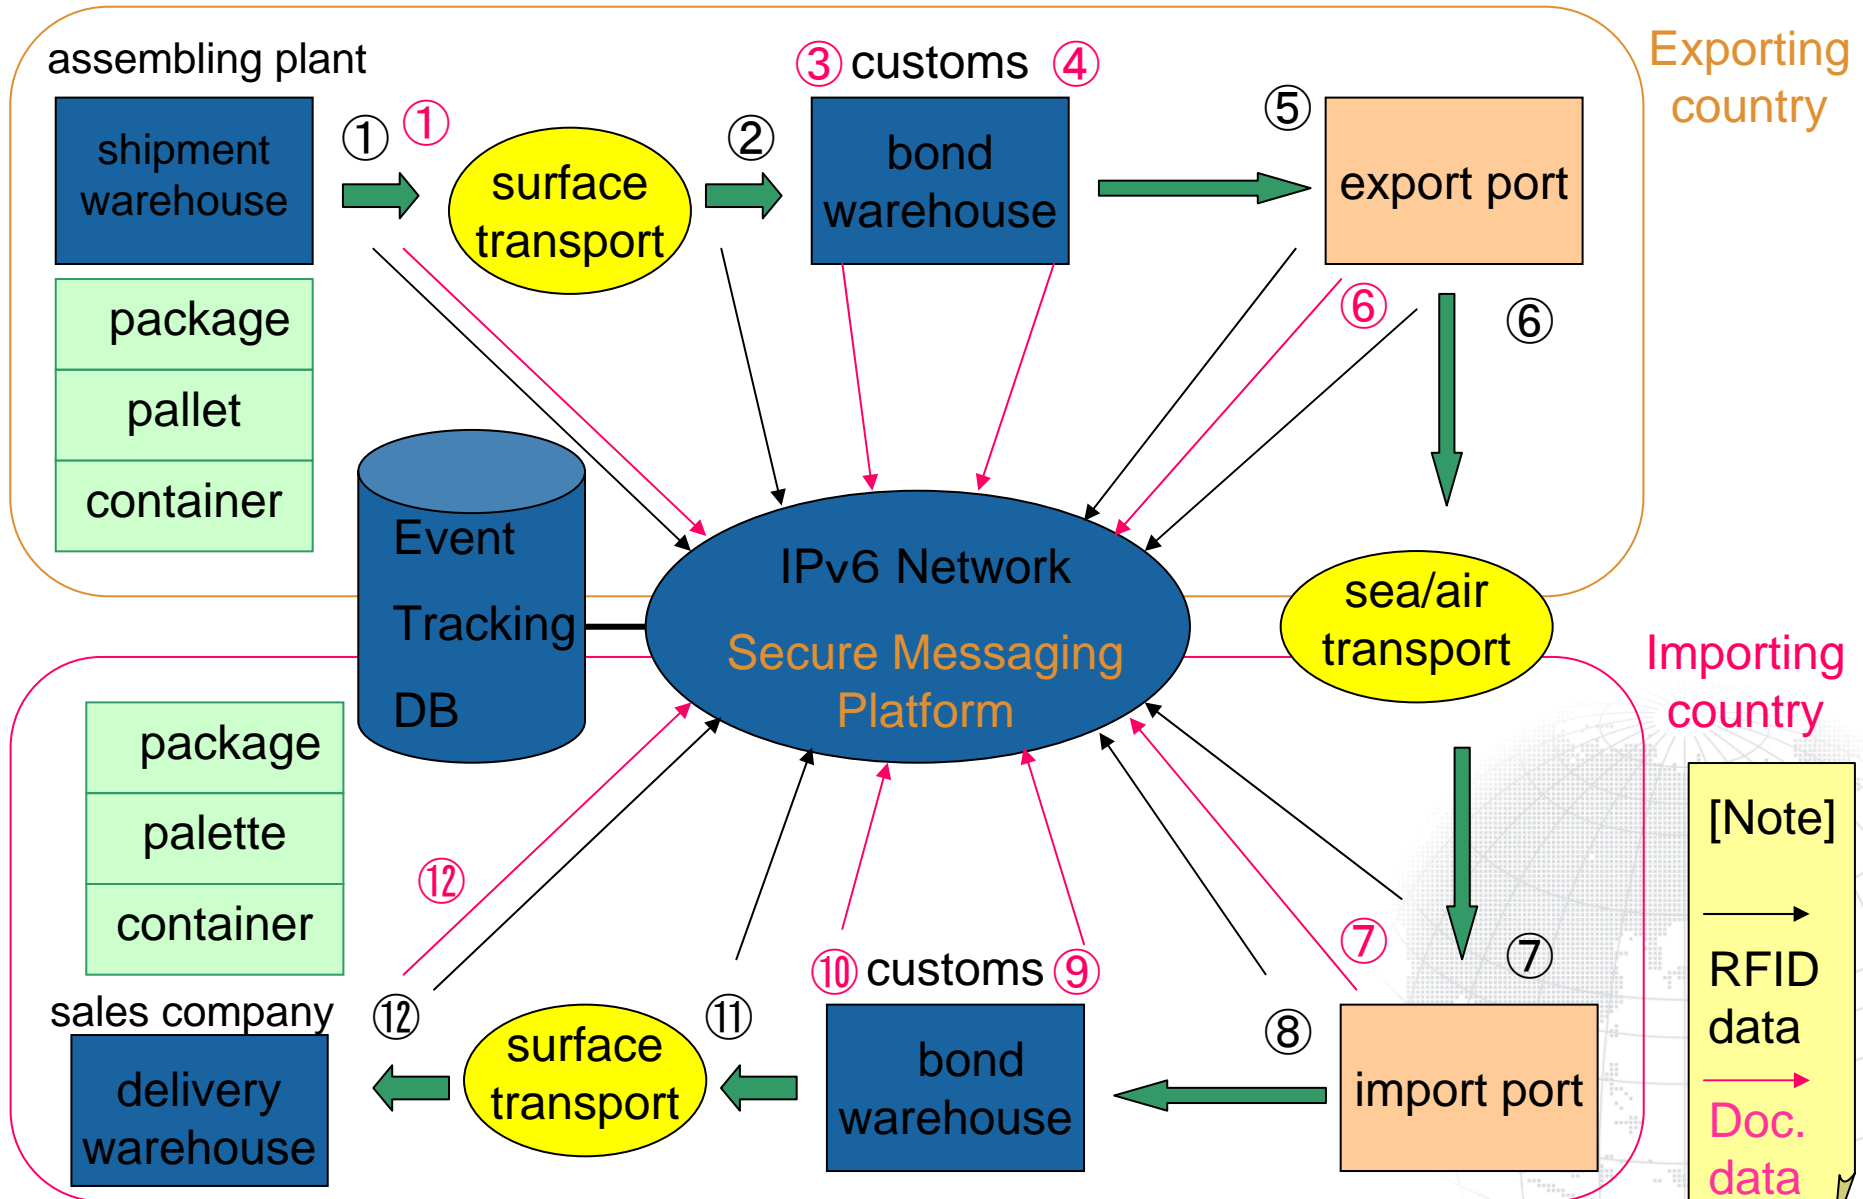 assembling plant
③ customs ④
Exporting
country
shipment
warehouse
① ①
surface
transport
②
bond
warehouse
⑤
export port
package
pallet
container
⑥ ⑥
Event
Tracking
DB
IPv6 Network
Secure Messaging
Platform
sea/air
transport
Importing
country
package
palette
container
⑫
sales company
⑫
delivery
warehouse
surface
transport
⑪
⑩ customs ⑨
bond
warehouse
⑧
⑦ ⑦
import port
[Note]
RFID
data
Doc.
data